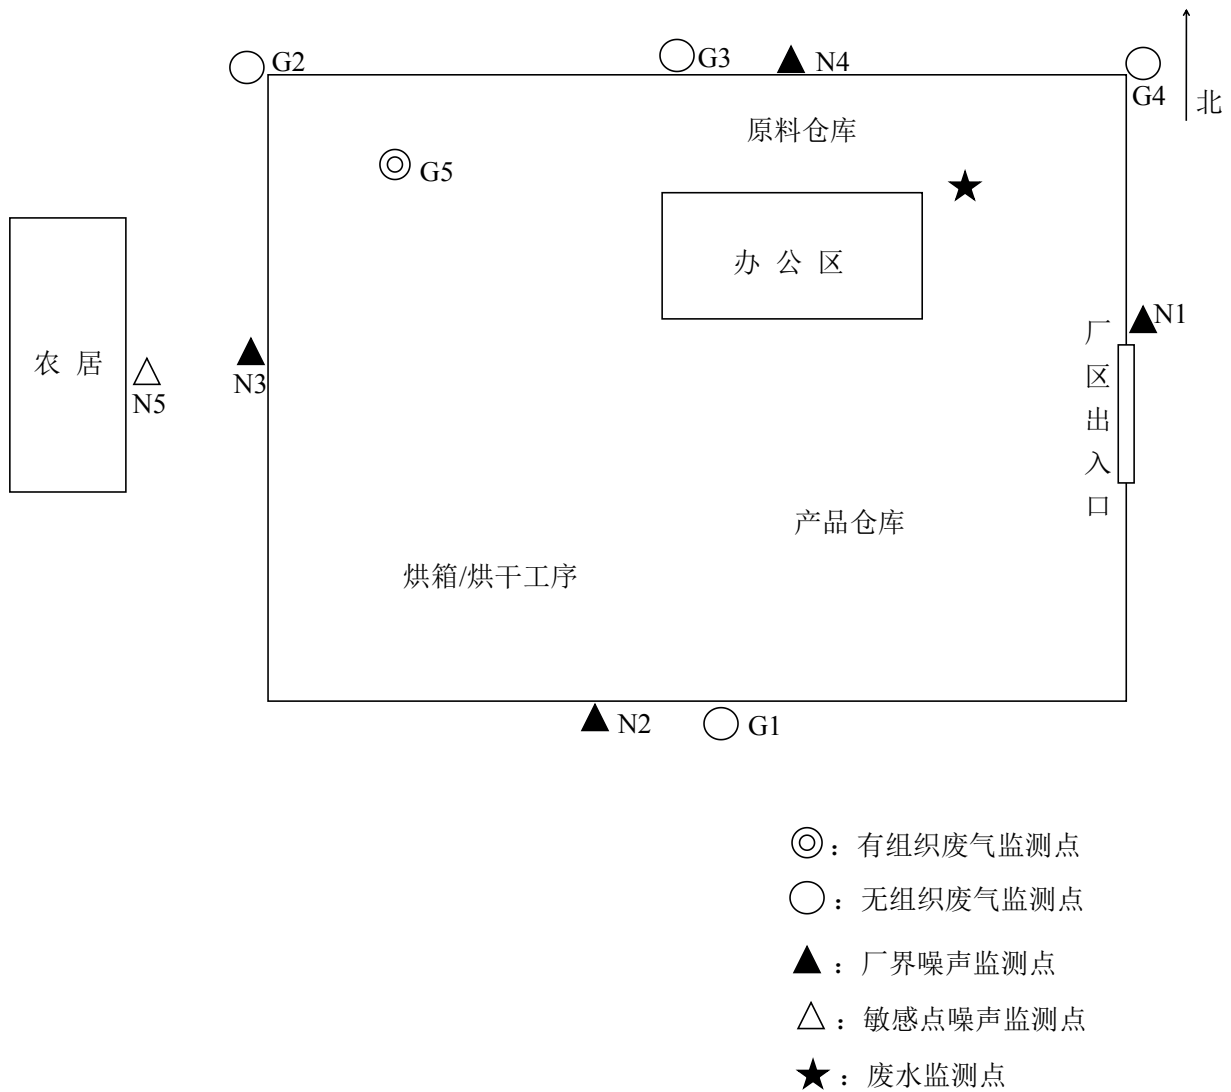 G2
G3
N4
G4
北
原料仓库
G5
办公区
N1
厂区出入口
农居
N3
N5
产品仓库
烘箱/烘干工序
N2
G1
：有组织废气监测点
：无组织废气监测点
：厂界噪声监测点
：敏感点噪声监测点
：废水监测点